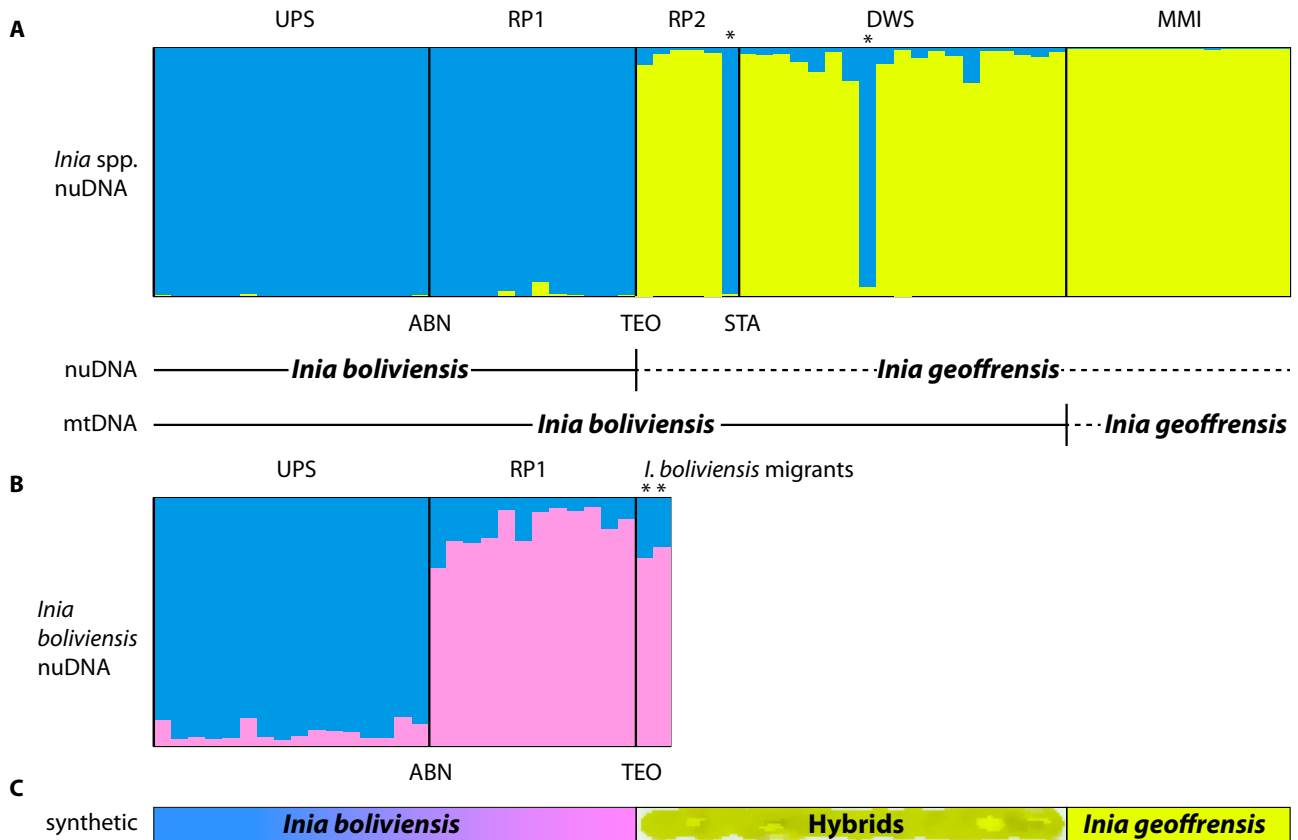 A
UPS RP1 RP2 DWS MMI
* *
Inia spp.
nuDNA
ABN TEO STA
nuDNA Inia boliviensis Inia geoffrensis
mtDNA Inia boliviensis Inia geoffrensis
B
UPS RP1 I. boliviensis migrants
* *
Inia
boliviensis
nuDNA
ABN TEO
C
synthetic Inia boliviensis Hybrids Inia geoffrensis